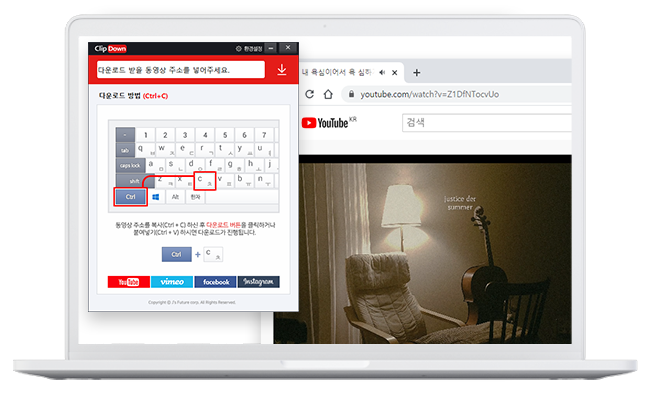 Clip Down
환경설정
다운로드 받을 동영상 주소를 넣어주세요.
다운로드 방법 (Ctrl+C)
~ 1 2 3 4 5 6 7
tab q ㅂ w ㅈ e ㄷ r ㄱ t ㅅ y ㅛ u ㅕ
caps lock a ㅁ s ㄴ d ㅇ f ㄹ g ㅎ h ㅗ j
shift z ㅋ x ㅌ c ㅊ v ㅍ b ㅠ n ㅜ
Ctrl Alt 한자
동영상 주소를 복사(Ctrl + C) 하신 후 다운로드 버튼을 클릭하거나
붙여넣기(Ctrl + V) 하시면 다운로드가 진행됩니다.
Ctrl + C ㅊ
YouTube vimeo facebook Instagram
Copyright ⓒ J's Future corp. All Rights Reserved.
내 욕실이어서 욕 실하
youtube.com/watch?v=Z1DfNTocvUo
YouTube KR
검색
Justice der
summer